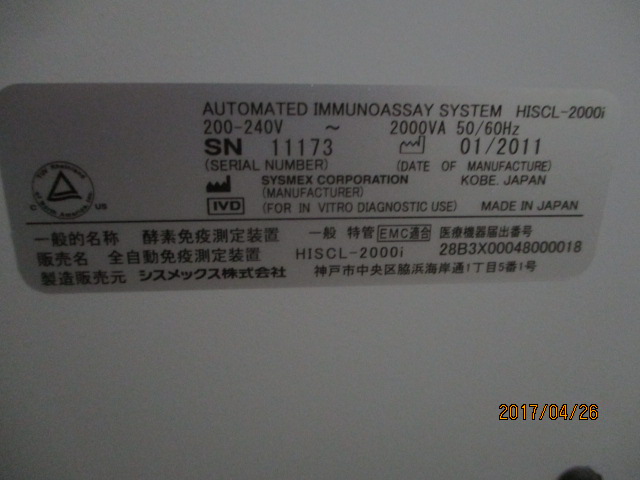 AUTOMATED IMMUNOASSAY SYSTEM HISCL-2000i
200-240V ~ 2000VA 50/60Hz
SN 11173 01/2011
(SERIAL NUMBER) (DATE OF MANUFACTURE)
SYSMEX CORPORATION KOBE. JAPAN
(MANUFACTURER)
IVD (FOR IN VITRO DIAGNOSTIC USE) MADE IN JAPAN
C US
一般的名称 酵素免疫測定装置 一般 特管 EMC適合 医療機器届出番号
販売名 全自動免疫測定装置 HISCL-2000i 28B3X00048000018
製造販売元 シスメックス株式会社 神戸市中央区脇浜海岸通1丁目5番1号
2017/04/26